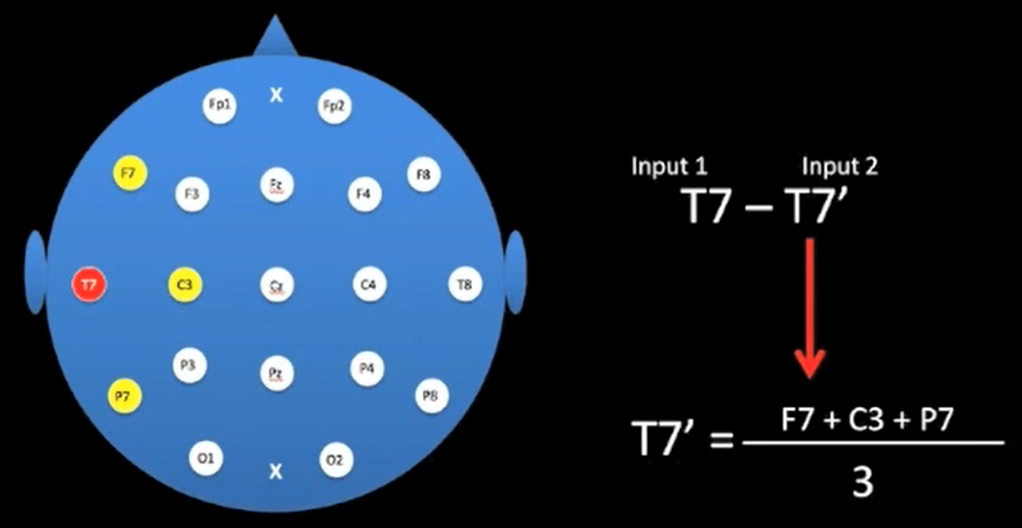 X
Fp1 Fp2
F7 F3 Fz F4 F8
T7 C3 Cz C4 T8
P7 P3 Pz P4 P8
O1 O2
X
Input 1 Input 2
T7 – T7′
T7′ = F7 + C3 + P7
3